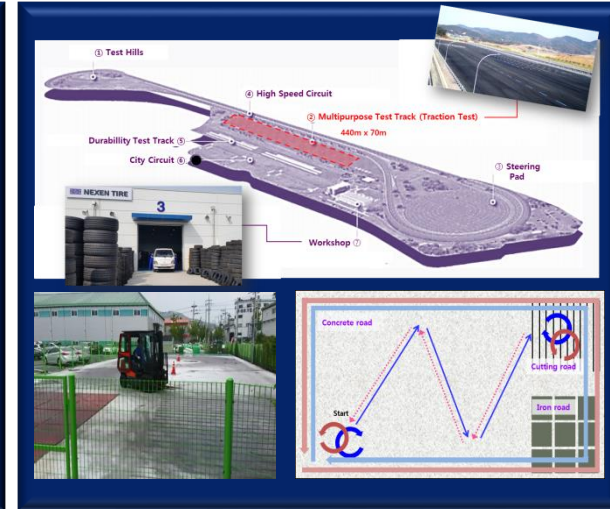 ① Test Hills
④ High Speed Circuit
② Multipurpose Test Track (Traction Test)
440m x 70m
Durabillity Test Track ⑤
City Circuit ⑥
③ Steering
Pad
NEXEN TIRE
3
Workshop ⑦
Concrete road
Cutting road
Iron road
Start